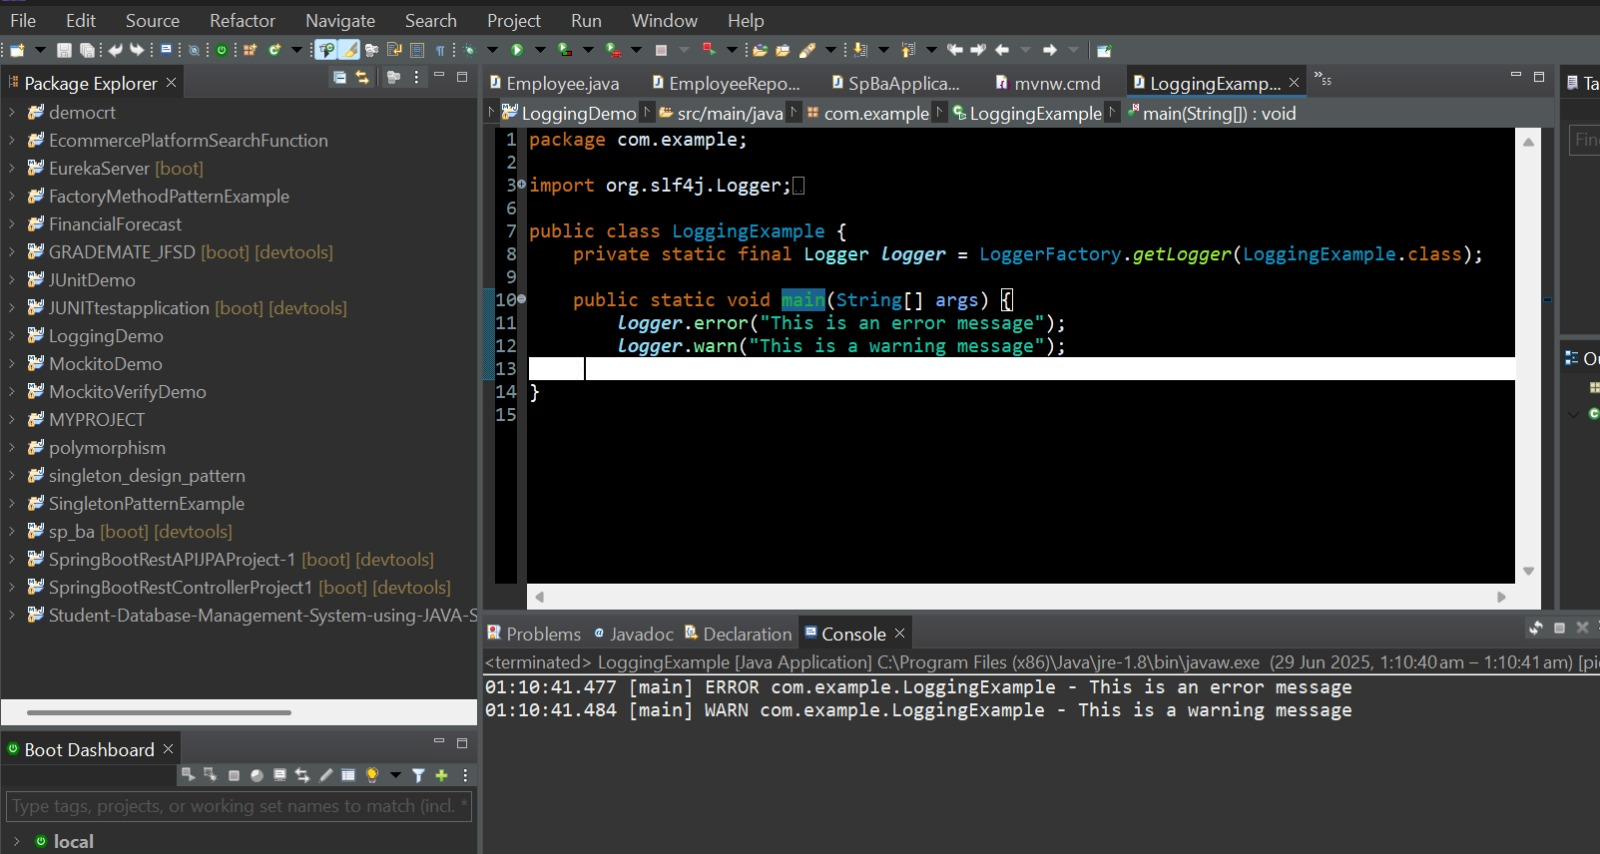 File Edit Source Refactor Navigate Search Project Run Window Help
Package Explorer
democrt
EcommercePlatformSearchFunction
EurekaServer [boot]
FactoryMethodPatternExample
FinancialForecast
GRADEMATE_JFSD [boot] [devtools]
JUnitDemo
JUNITtestapplication [boot] [devtools]
LoggingDemo
MockitoDemo
MockitoVerifyDemo
MYPROJECT
polymorphism
singleton_design_pattern
SingletonPatternExample
sp_ba [boot] [devtools]
SpringBootRestAPIJPAProject-1 [boot] [devtools]
SpringBootRestControllerProject1 [boot] [devtools]
Student-Database-Management-System-using-JAVA-S
Boot Dashboard
Type tags, projects, or working set names to match (incl. *
local
Employee.java EmployeeRepo... SpBaApplica... mvnw.cmd LoggingExamp... »55
LoggingDemo src/main/java com.example LoggingExample main(String[]) : void
1 package com.example;
2
3 import org.slf4j.Logger;
6
7 public class LoggingExample {
8 private static final Logger logger = LoggerFactory.getLogger(LoggingExample.class);
9
10 public static void main(String[] args) {
11 logger.error("This is an error message");
12 logger.warn("This is a warning message");
13
14 }
15
Problems Javadoc Declaration Console
<terminated> LoggingExample [Java Application] C:\Program Files (x86)\Java\jre-1.8\bin\javaw.exe (29 Jun 2025, 1:10:40 am – 1:10:41 am) [pi
01:10:41.477 [main] ERROR com.example.LoggingExample - This is an error message
01:10:41.484 [main] WARN com.example.LoggingExample - This is a warning message
Ta
Fin
Ou